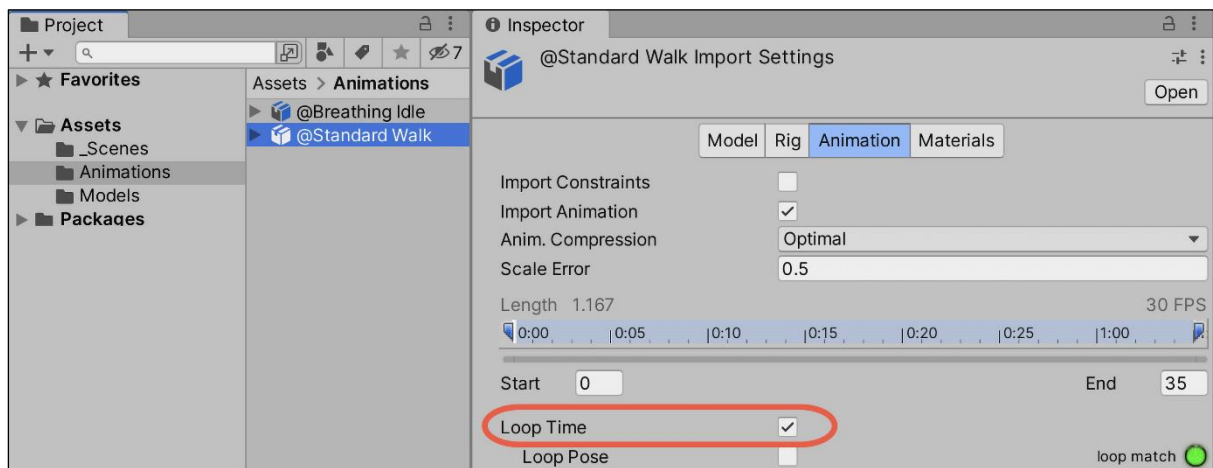 Project
7
Favorites
Assets
_Scenes
Animations
Models
Packages
Assets > Animations
@Breathing Idle
@Standard Walk
Inspector
@Standard Walk Import Settings
Open
Model Rig Animation Materials
Import Constraints
Import Animation
Anim. Compression Optimal
Scale Error 0.5
Length 1.167 30 FPS
0:00 0:05 0:10 0:15 0:20 0:25 1:00
Start 0 End 35
Loop Time
Loop Pose loop match